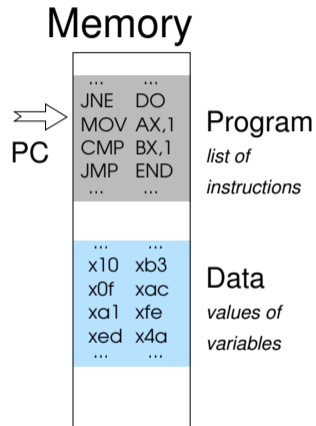 Memory
... ...
JNE DO
MOV AX,1
CMP BX,1
JMP END
... ...
PC
Program
list of
instructions
... ...
x10 xb3
x0f xac
xa1 xfe
xed x4a
... ...
Data
values of
variables